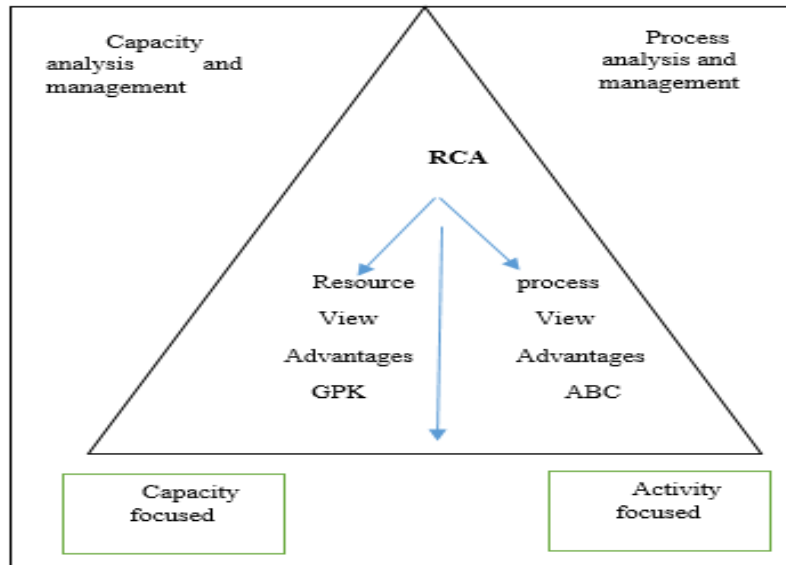 Capacity
analysis and
management
Process
analysis and
management
RCA
Resource
View
Advantages
GPK
process
View
Advantages
ABC
Capacity
focused
Activity
focused